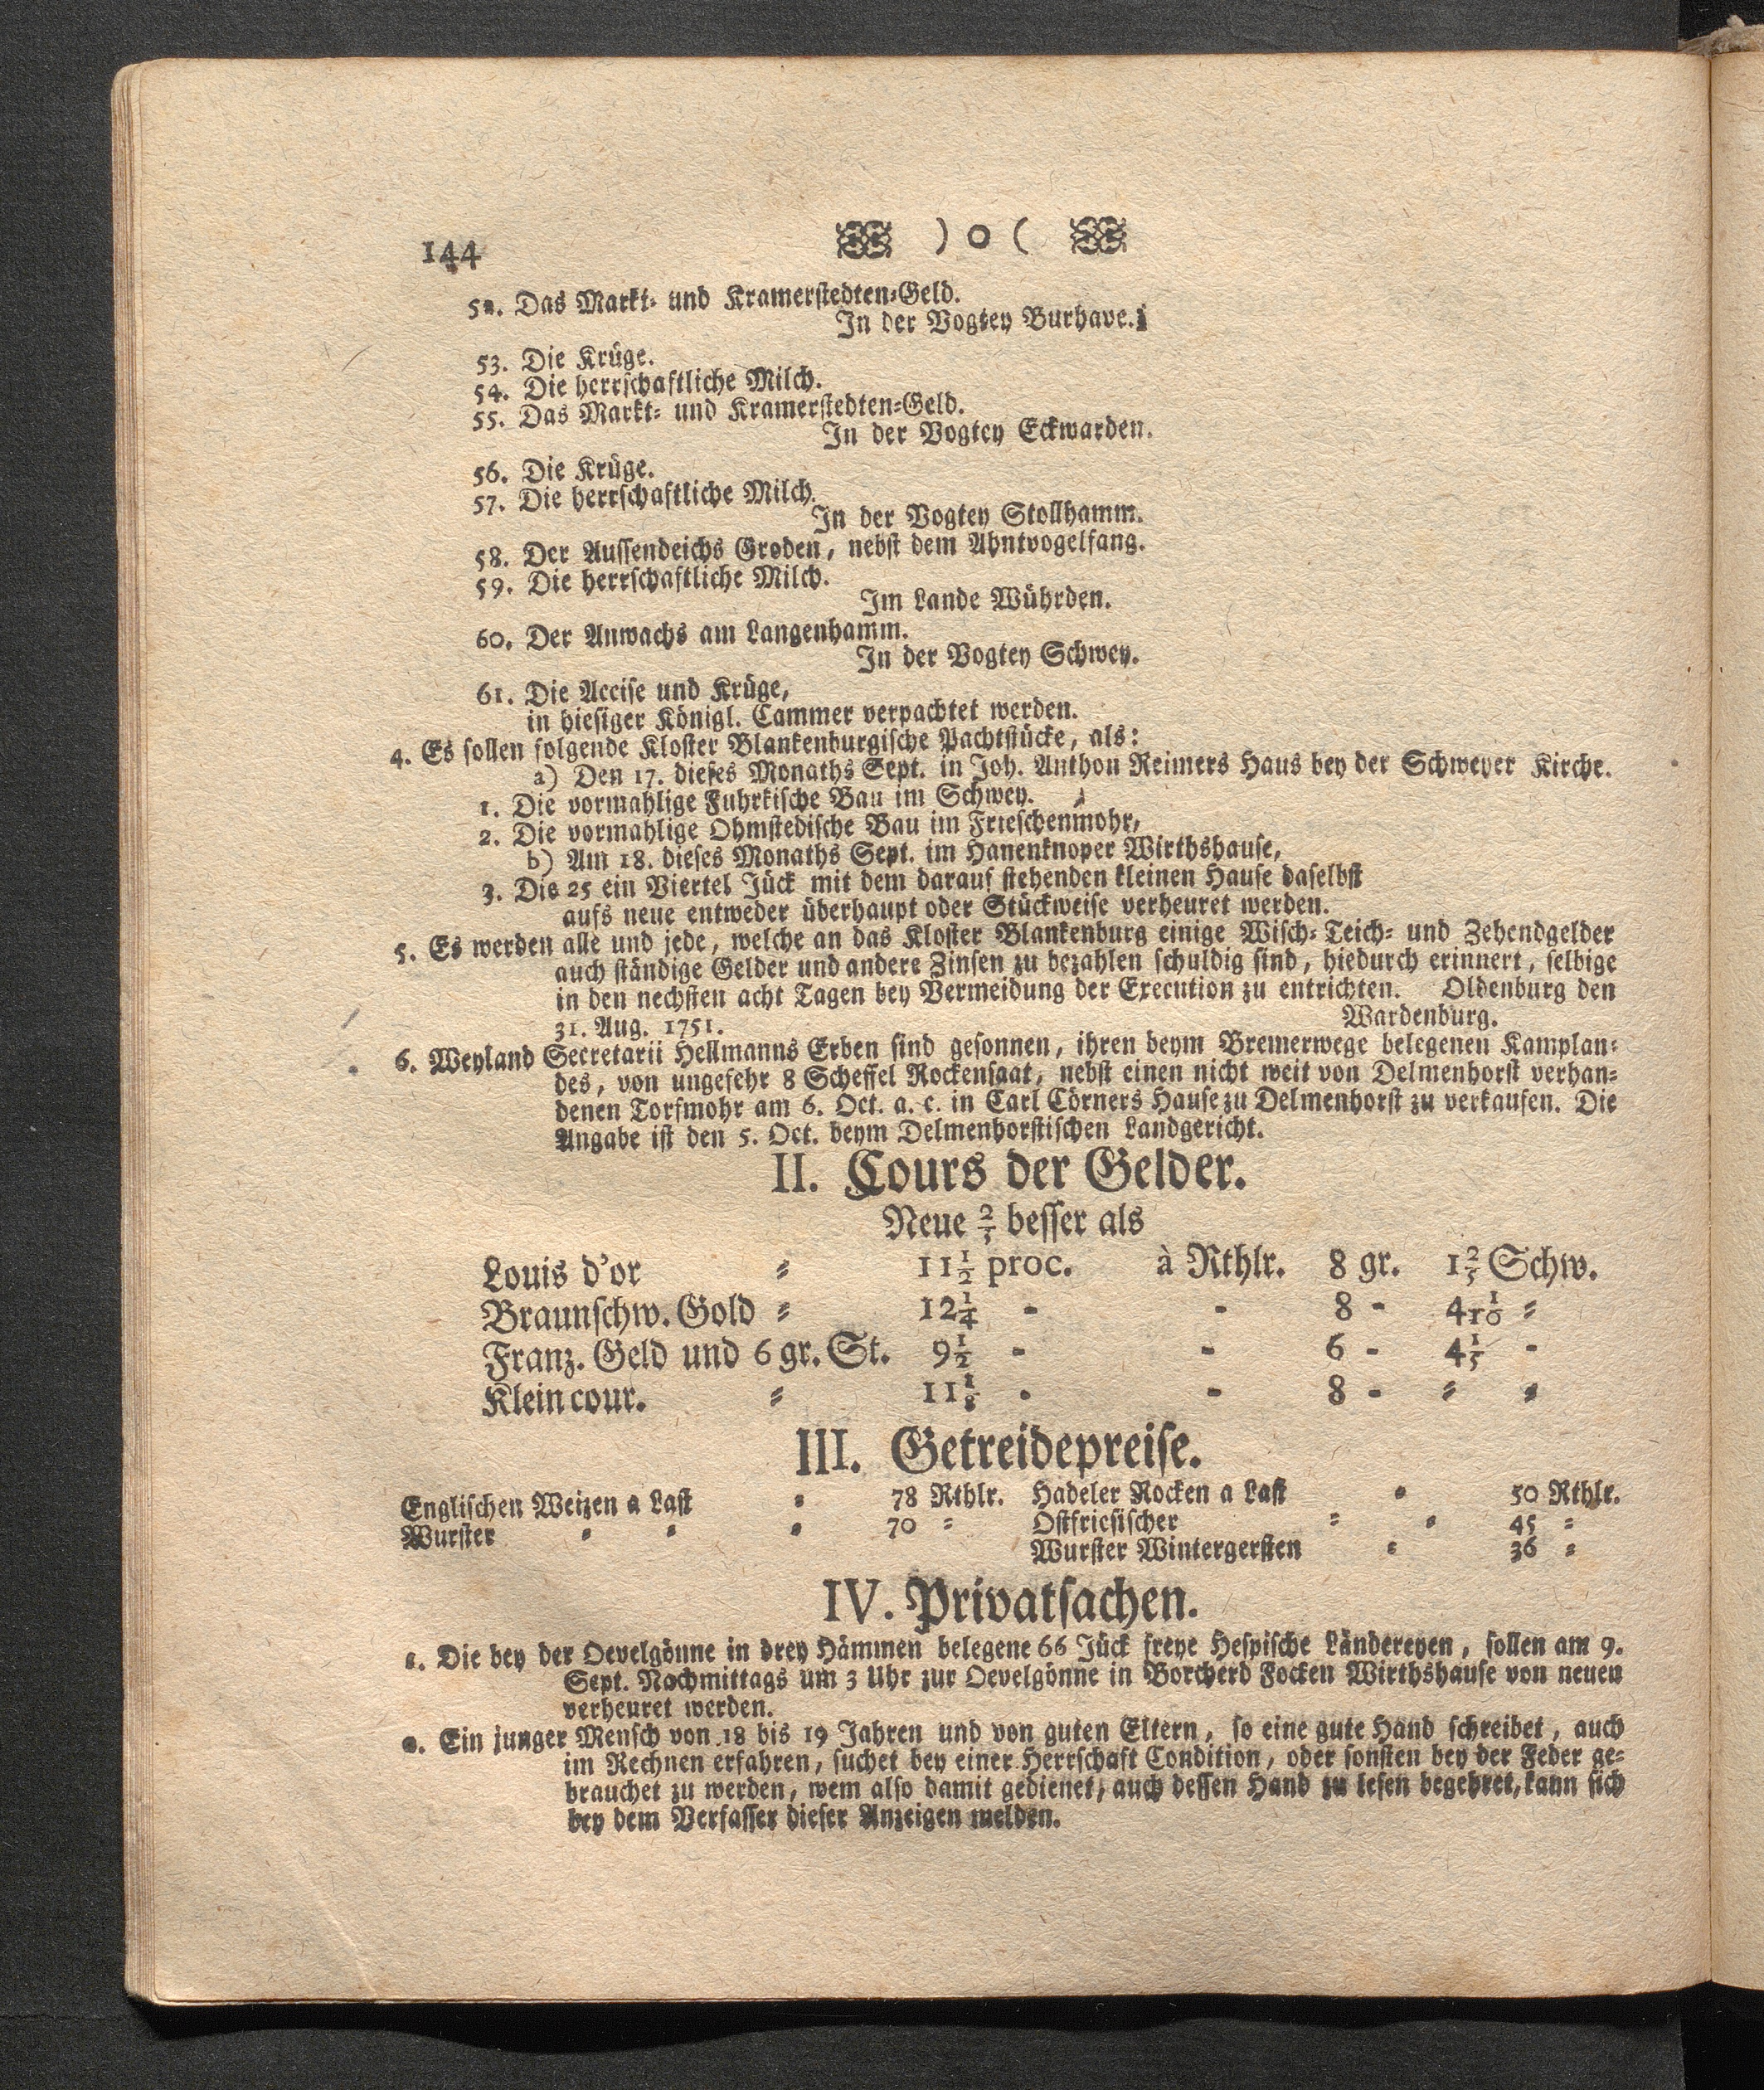 144 ) o (
52. Das Markt- und Kramerstedten-Geld.
In der Vogtey Burhave.
53. Die Krüge.
54. Die herrschaftliche Milch.
55. Das Markt- und Kramerstedten-Geld.
In der Vogtey Eckwarden.
56. Die Krüge.
57. Die herrschaftliche Milch.
In der Vogtey Stollhamm.
58. Der Aussendeichs Groden, nebst dem Ahntvogelfang.
59. Die herrschaftliche Milch.
Im Lande Wührden.
60. Der Anwachs am Langenhamm.
In der Vogtey Schwey.
61. Die Accise und Krüge,
in hiesiger Königl. Cammer verpachtet werden.
4. Es sollen folgende Kloster Blankenburgische Pachtstücke, als:
a) Den 17. dieses Monaths Sept. in Joh. Anthon Reimers Haus bey der Schweyer Kirche.
1. Die vormahlige Fuhrkische Bau im Schwey.
2. Die vormahlige Ohmstedische Bau im Frieschenmohr,
b) Am 18. dieses Monaths Sept. im Hanenknoper Wirthshause,
3. Die 25 ein Viertel Jück mit dem darauf stehenden kleinen Hause daselbst
aufs neue entweder überhaupt oder Stückweise verheuret werden.
5. Es werden alle und jede, welche an das Kloster Blankenburg einige Wisch- Teich- und Zehendgelder
auch ständige Gelder und andere Zinsen zu bezahlen schuldig sind, hiedurch erinnert, selbige
in den nechsten acht Tagen bey Vermeidung der Execution zu entrichten. Oldenburg den
31. Aug. 1751. Wardenburg.
6. Weyland Secretarii Hellmanns Erben sind gesonnen, ihren beym Bremerwege belegenen Kamplan-
des, von ungefehr 8 Scheffel Rockensaat, nebst einen nicht weit von Delmenhorst verhan-
denen Torfmohr am 6. Oct. a. c. in Carl Cörners Hause zu Delmenhorst zu verkaufen. Die
Angabe ist den 5. Oct. beym Delmenhorstischen Landgericht.
II. Cours der Gelder.
Neue 2/3 besser als
Louis d'or - 11 1/2 proc. à Rthlr. 8 gr. 1 2/5 Schw.
Braunschw. Gold - 12 1/4 - - 8 - 4 1/10 -
Franz. Geld und 6 gr. St. 9 1/2 - - 6 - 4 1/5 -
Klein cour. - 11 1/8 - - 8 - - -
III. Getreidepreise.
Englischen Weizen a Last - 78 Rthlr. Hadeler Rocken a Last - 50 Rthlr.
Wurster - - - 70 - Ostfriesischer - - 45 -
Wurster Wintergersten - 36 -
IV. Privatsachen.
1. Die bey der Oevelgönne in drey Hämmen belegene 66 Jück freye Hespische Ländereyen, sollen am 9.
Sept. Nachmittags um 3 Uhr zur Oevelgönne in Borcherd Focken Wirthshause von neuen
verheuret werden.
2. Ein junger Mensch von 18 bis 19 Jahren und von guten Eltern, so eine gute Hand schreibet, auch
im Rechnen erfahren, suchet bey einer Herrschaft Condition, oder sonsten bey der Feder ge-
brauchet zu werden, wem also damit gedienet, auch dessen Hand zu lesen begehret, kann sich
bey dem Verfasser dieser Anzeigen melden.